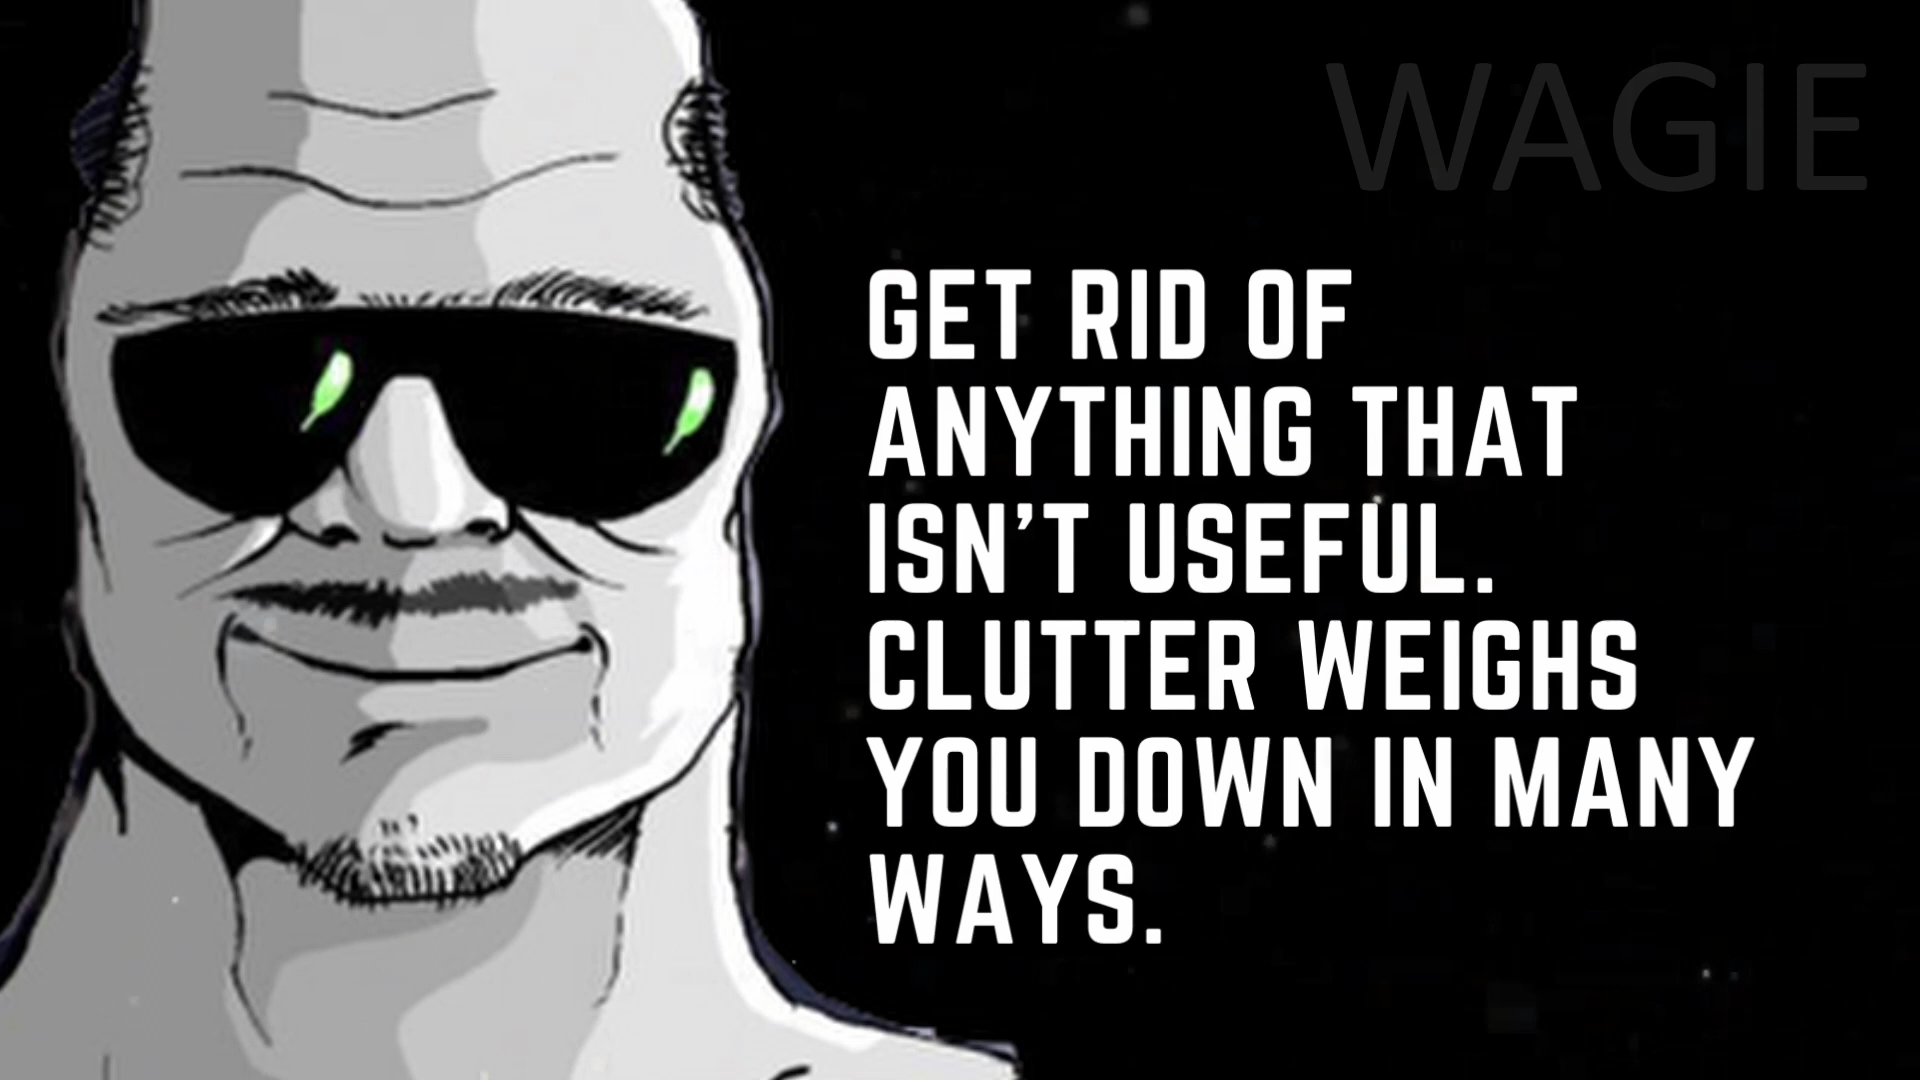 WAGIE
GET RID OF
ANYTHING THAT
ISN'T USEFUL.
CLUTTER WEIGHS
YOU DOWN IN MANY
WAYS.